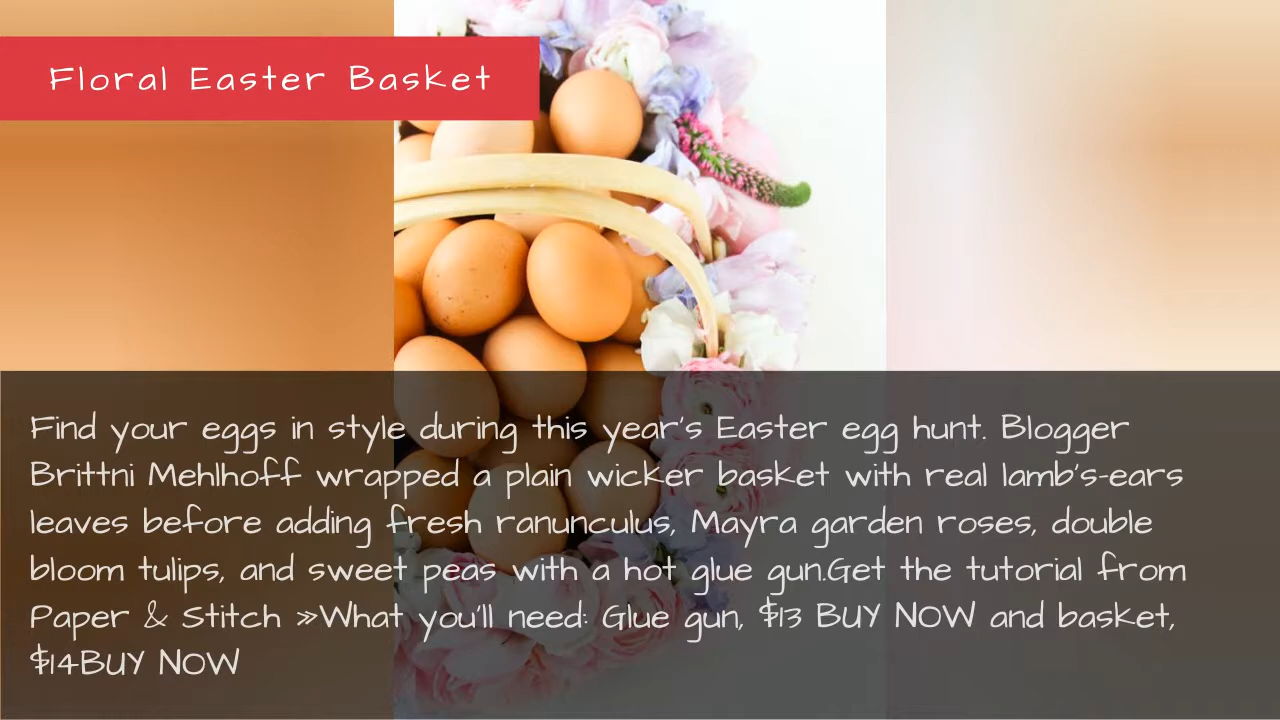 Floral Easter Basket
Find your eggs in style during this year's Easter egg hunt. Blogger
Brittni Mehlhoff wrapped a plain wicker basket with real lamb's-ears
leaves before adding fresh ranunculus, Mayra garden roses, double
bloom tulips, and sweet peas with a hot glue gun.Get the tutorial from
Paper & Stitch »What you'll need: Glue gun, $13 BUY NOW and basket,
$14BUY NOW